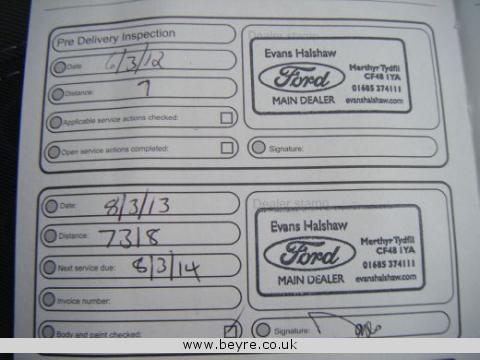 Pre Delivery Inspection
Date: 6/3/12
Distance: 7
Applicable service actions checked:
Open service actions completed:
Dealer stamp
Evans Halshaw
Ford
MAIN DEALER
Merthyr Tydfil
CF48 1YA
01685 374111
evanshalshaw.com
Signature:
Date: 8/3/13
Distance: 7318
Next service due: 8/3/14
Invoice number:
Body and paint checked:
Dealer stamp
Evans Halshaw
Ford
MAIN DEALER
Merthyr Tydfil
CF48 1YA
01685 374111
evanshalshaw.com
Signature:
www.beyre.co.uk